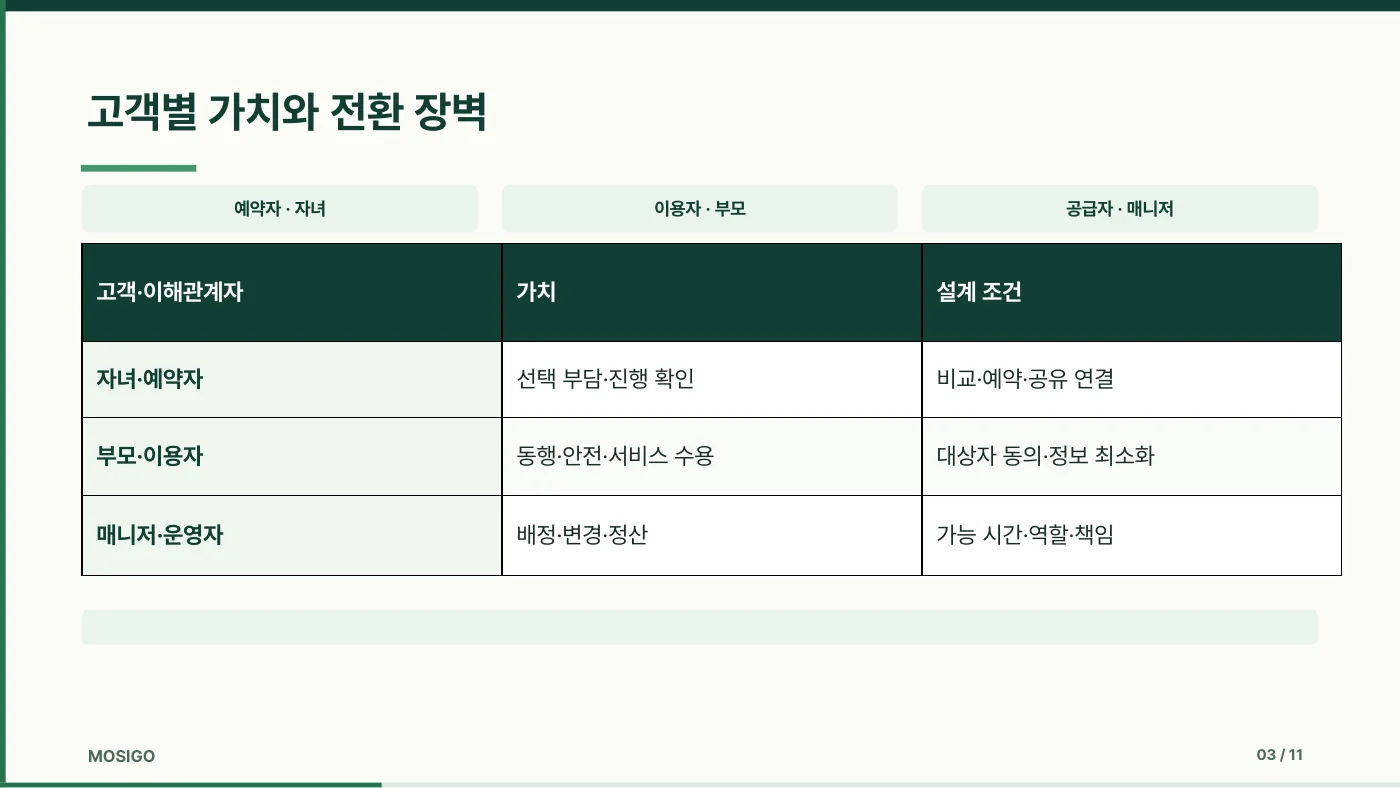 고객별 가치와 전환 장벽
예약자 · 자녀
이용자 · 부모
공급자 · 매니저
고객·이해관계자
가치
설계 조건
자녀·예약자
선택 부담·진행 확인
비교·예약·공유 연결
부모·이용자
동행·안전·서비스 수용
대상자 동의·정보 최소화
매니저·운영자
배정·변경·정산
가능 시간·역할·책임
MOSIGO
03 / 11